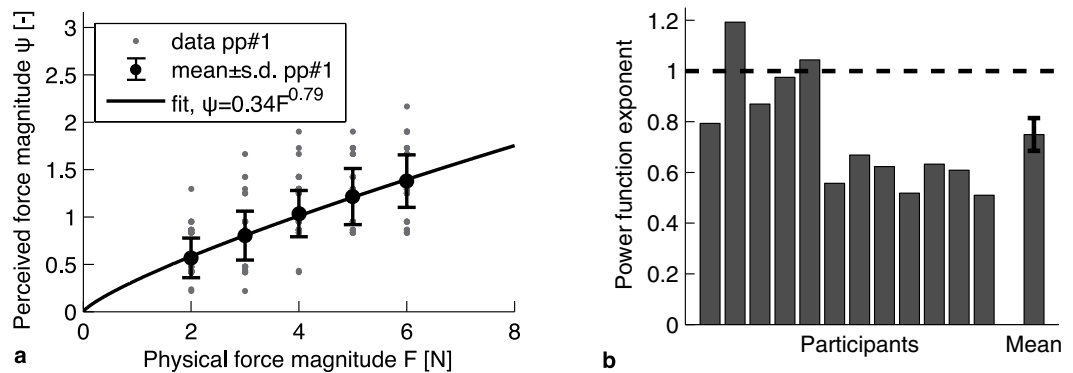 3
2.5
2
1.5
1
0.5
0
0
2
4
6
8
Perceived force magnitude ψ [-]
data pp#1
mean±s.d. pp#1
fit, ψ=0.34F^0.79
Physical force magnitude F [N]
a
1.2
1
0.8
0.6
0.4
0.2
0
Power function exponent
Participants
Mean
b